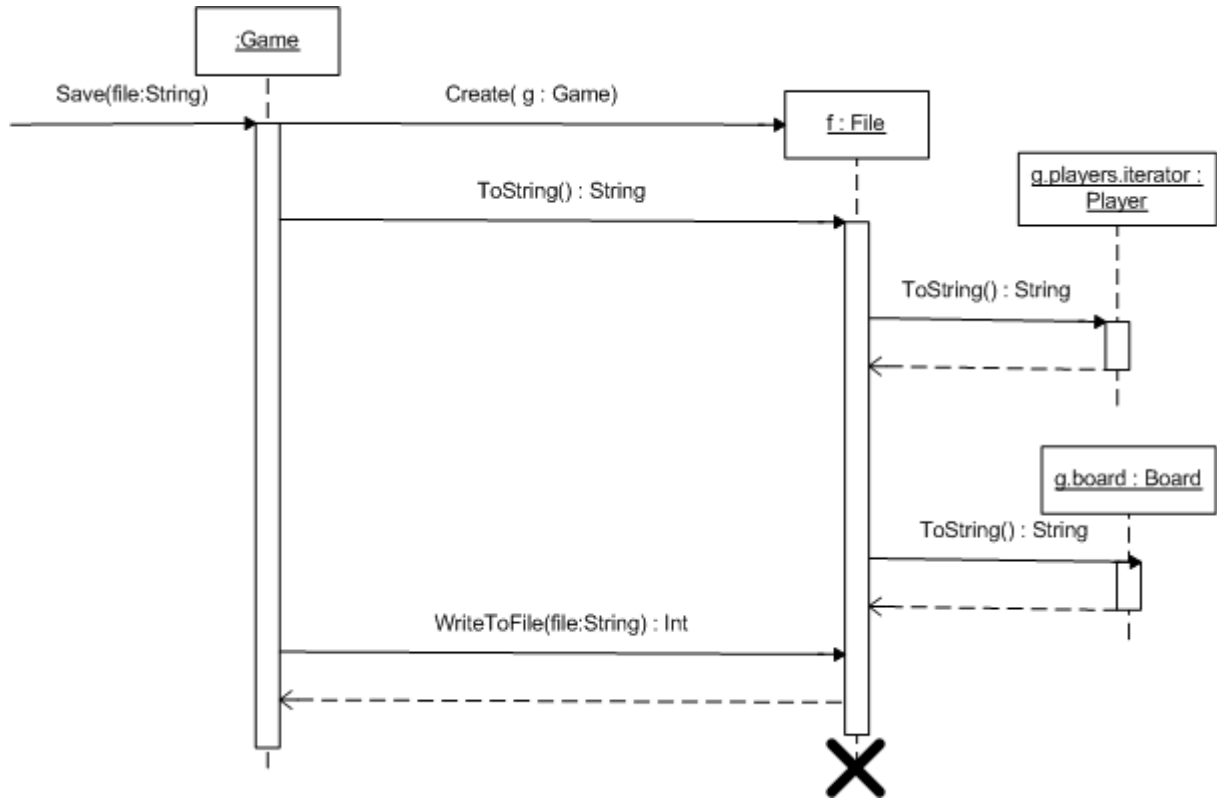 :Game
Save(file:String)
Create( g : Game)
f : File
ToString() : String
g.players.iterator :
Player
ToString() : String
g.board : Board
ToString() : String
WriteToFile(file:String) : Int